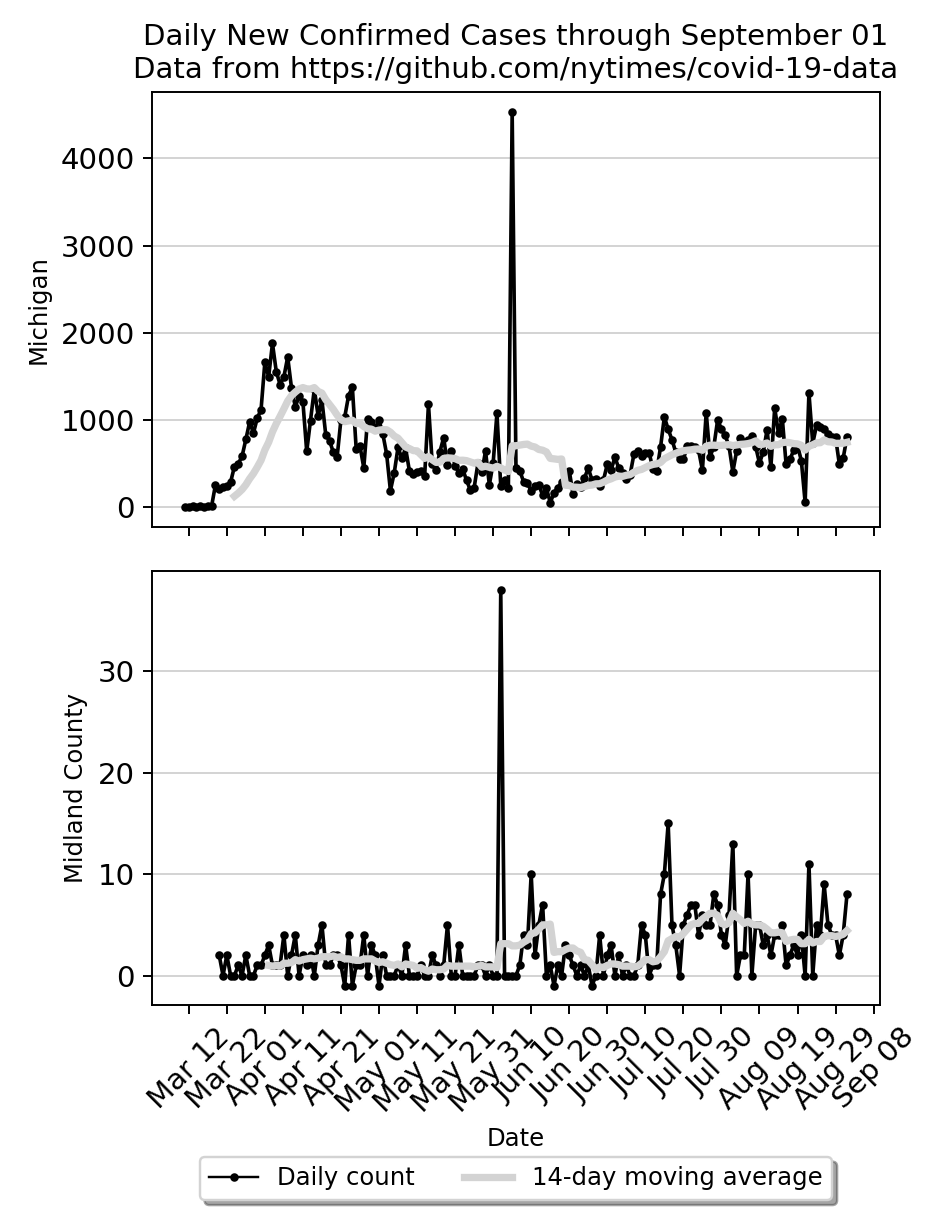 Daily New Confirmed Cases through September 01
Data from https://github.com/nytimes/covid-19-data
Michigan
4000
3000
2000
1000
0
Midland County
30
20
10
0
Mar 12
Mar 22
Apr 01
Apr 11
Apr 21
May 01
May 11
May 21
May 31
Jun 10
Jun 20
Jun 30
Jul 10
Jul 20
Jul 30
Aug 09
Aug 19
Aug 29
Sep 08
Date
Daily count
14-day moving average